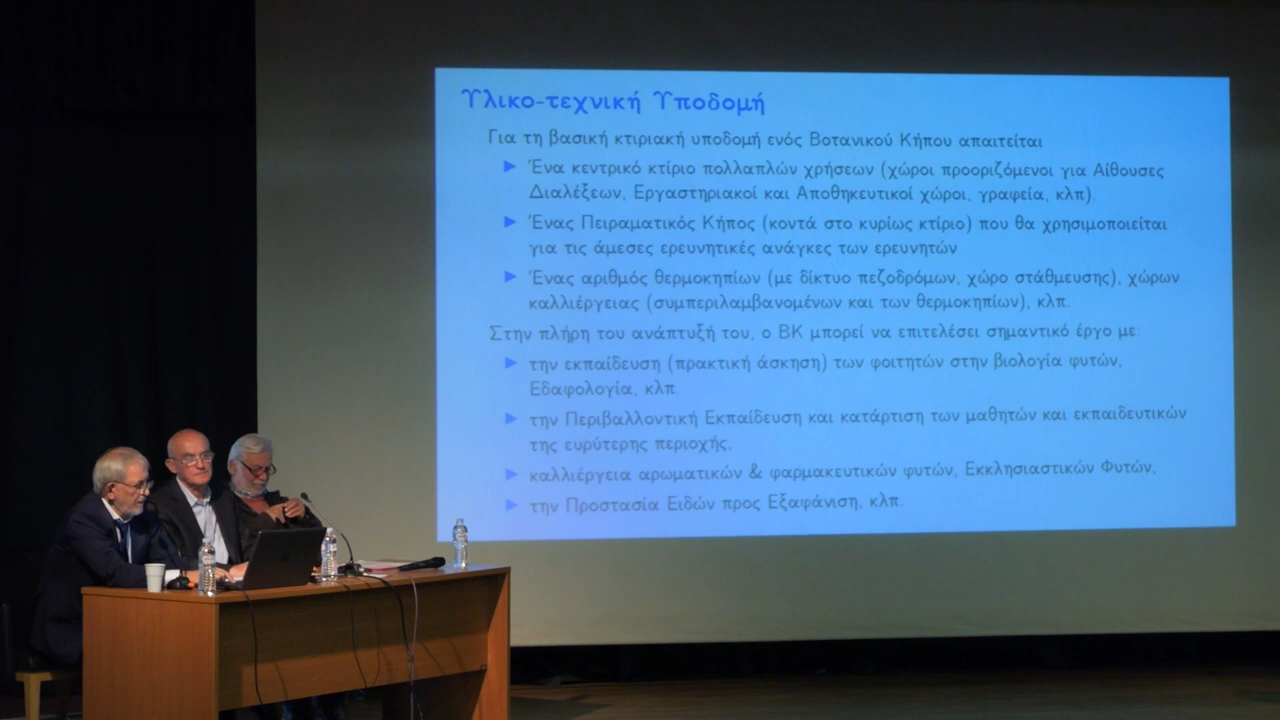 Υλικο-τεχνική Υποδομή
Για τη βασική κτιριακή υποδομή ενός Βοτανικού Κήπου απαιτείται
Ένα κεντρικό κτίριο πολλαπλών χρήσεων (χώροι προοριζόμενοι για Αίθουσες
Διαλέξεων, Εργαστηριακοί και Αποθηκευτικοί χώροι, γραφεία, κλπ).
Ένας Πειραματικός Κήπος (κοντά στο κυρίως κτίριο) που θα χρησιμοποιείται
για τις άμεσες ερευνητικές ανάγκες των ερευνητών
Ένας αριθμός θερμοκηπίων (με δίκτυο πεζοδρόμων, χώρο στάθμευσης), χώρων
καλλιέργειας (συμπεριλαμβανομένων και των θερμοκηπίων), κλπ.
Στην πλήρη του ανάπτυξή του, ο ΒΚ μπορεί να επιτελέσει σημαντικό έργο με:
την εκπαίδευση (πρακτική άσκηση) των φοιτητών στην βιολογία φυτών,
Εδαφολογία, κλπ.
την Περιβαλλοντική Εκπαίδευση και κατάρτιση των μαθητών και εκπαιδευτικών
της ευρύτερης περιοχής,
καλλιέργεια αρωματικών & φαρμακευτικών φυτών, Εκκλησιαστικών Φυτών,
την Προστασία Ειδών προς Εξαφάνιση, κλπ.